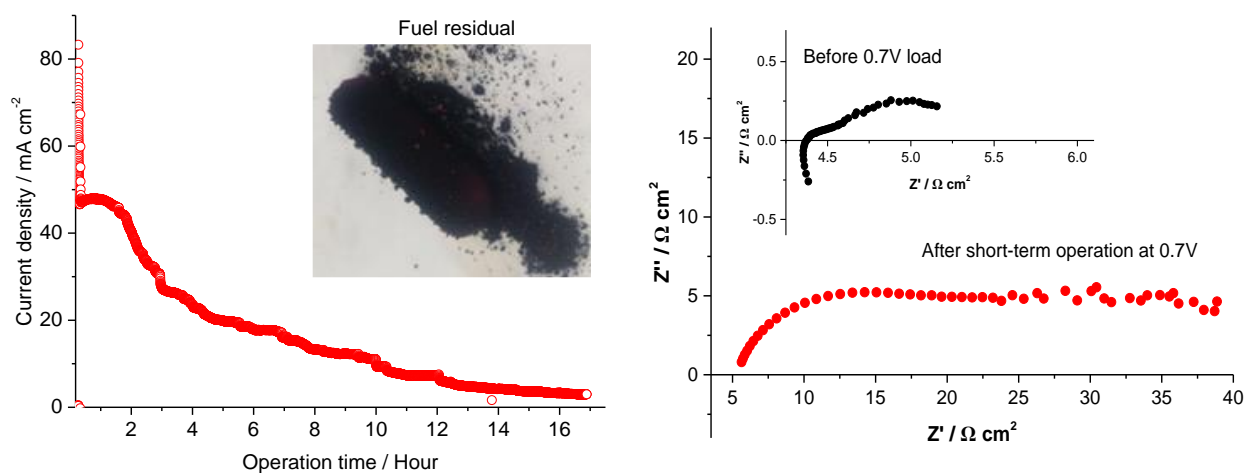 Fuel residual
80
60
40
20
0
2 4 6 8 10 12 14 16
Current density / mA cm-2
Operation time / Hour
Before 0.7V load
0.5
0.0
-0.5
4.5 5.0 5.5 6.0
Z'' / Ω cm2
Z' / Ω cm2
After short-term operation at 0.7V
20
15
10
5
0
5 10 15 20 25 30 35 40
Z'' / Ω cm2
Z' / Ω cm2